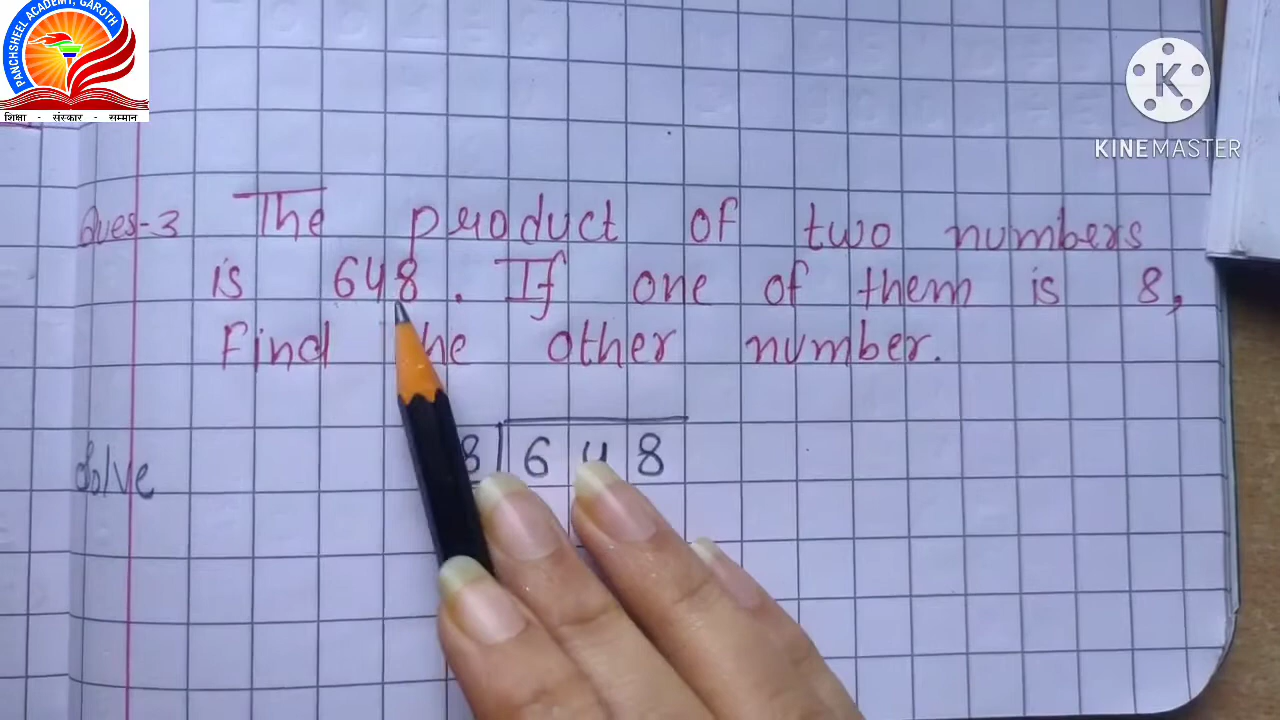 PANCHSHEEL ACADEMY, GAROTH
शिक्षा - संस्कार - सम्मान
K
KINEMASTER
Ques-3 The product of two numbers
is 648. If one of them is 8,
Find the other number.
Solve 8 6 4 8